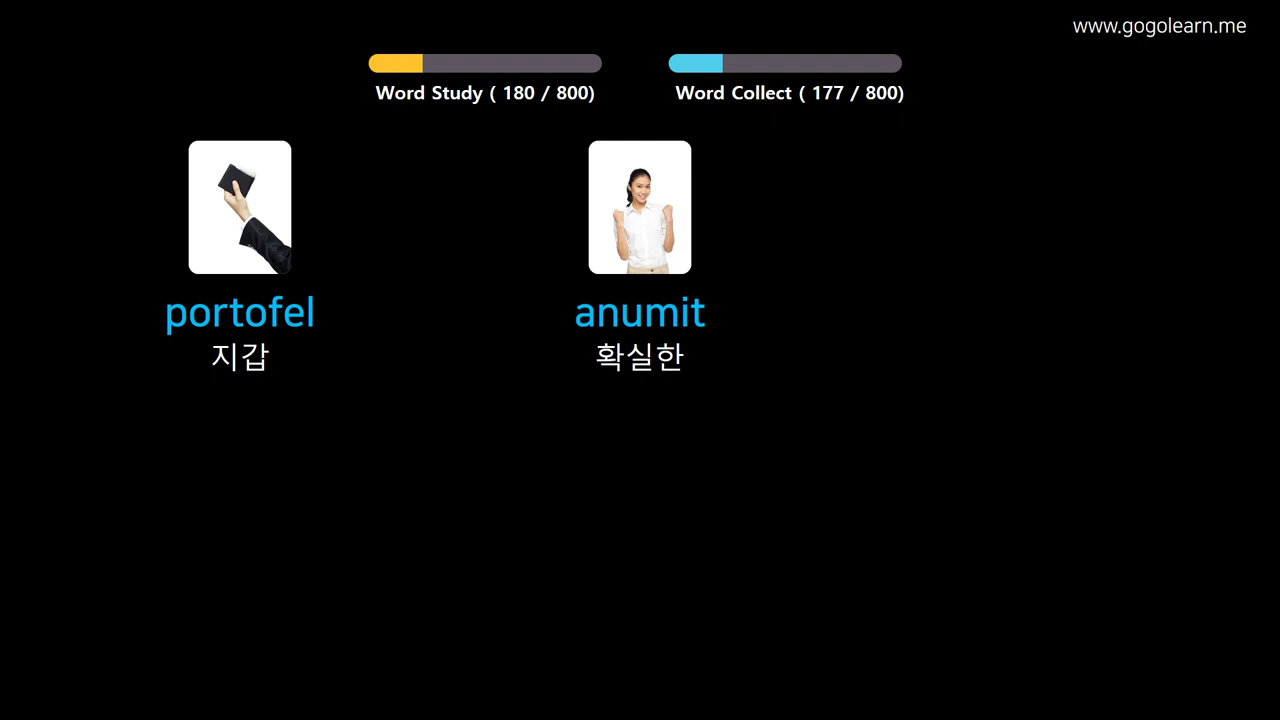 www.gogolearn.me
Word Study ( 180 / 800)
Word Collect ( 177 / 800)
portofel
지갑
anumit
확실한